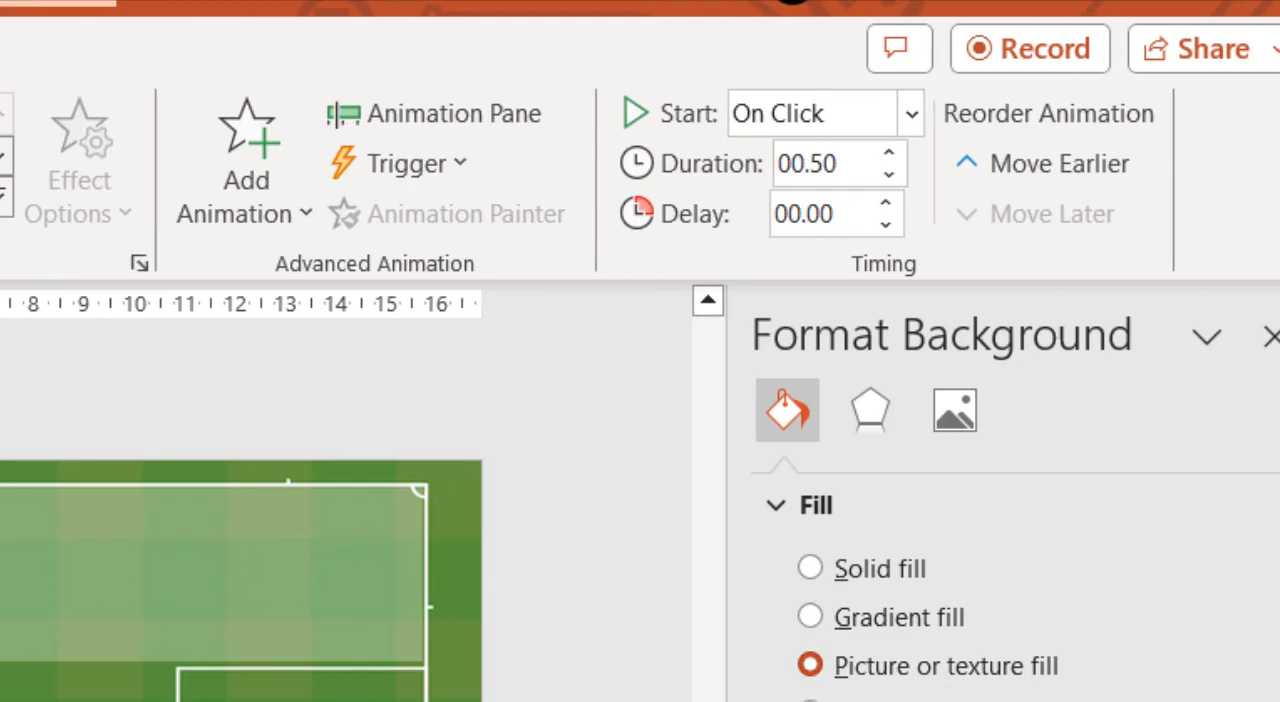 Record
Share
Effect
Options
Add
Animation
Animation Pane
Trigger
Animation Painter
Advanced Animation
Start: On Click
Duration: 00.50
Delay: 00.00
Reorder Animation
Move Earlier
Move Later
Timing
8 9 10 11 12 13 14 15 16
Format Background
Fill
Solid fill
Gradient fill
Picture or texture fill